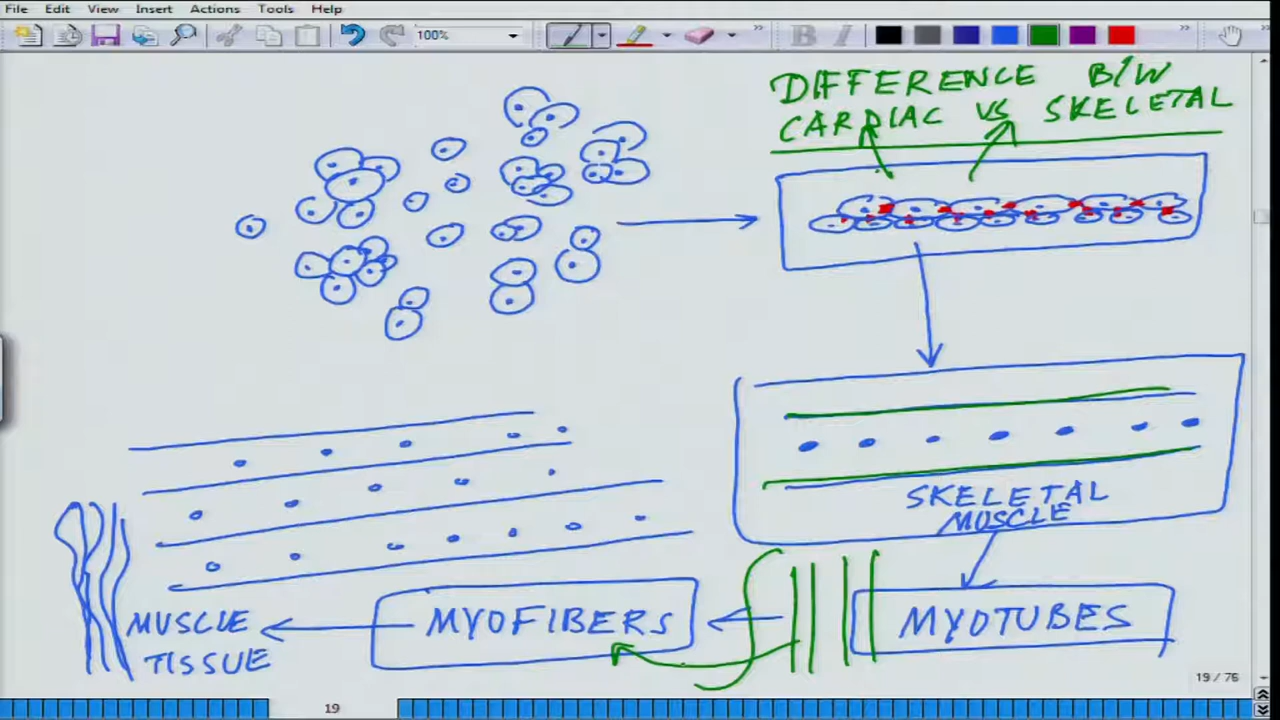 File Edit View Insert Actions Tools Help
100%
DIFFERENCE B/W
CARDIAC VS SKELETAL
SKELETAL
MUSCLE
MYOTUBES
MYOFIBERS
MUSCLE
TISSUE
19 / 76
19